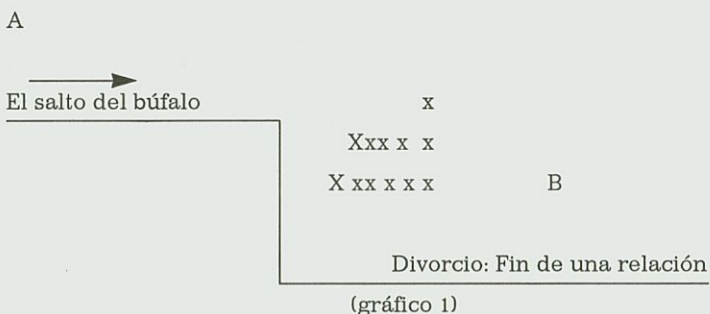 A
El salto del búfalo
x
Xxx x x
X xx x x x B
Divorcio: Fin de una relación
(gráfico 1)